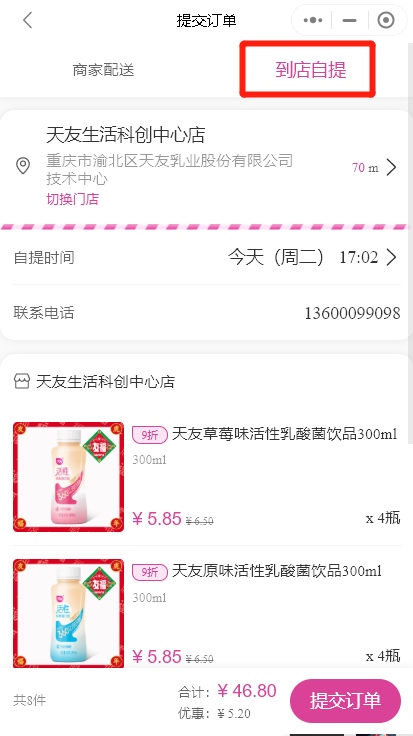 提交订单
商家配送
到店自提
天友生活科创中心店
重庆市渝北区天友乳业股份有限公司
技术中心
70 m
切换门店
自提时间
今天（周二） 17:02
联系电话
13600099098
天友生活科创中心店
9折 天友草莓味活性乳酸菌饮品300ml
300ml
¥ 5.85 ¥ 6.50
x 4瓶
9折 天友原味活性乳酸菌饮品300ml
300ml
¥ 5.85 ¥ 6.50
x 4瓶
共8件
合计：¥ 46.80
优惠：¥ 5.20
提交订单